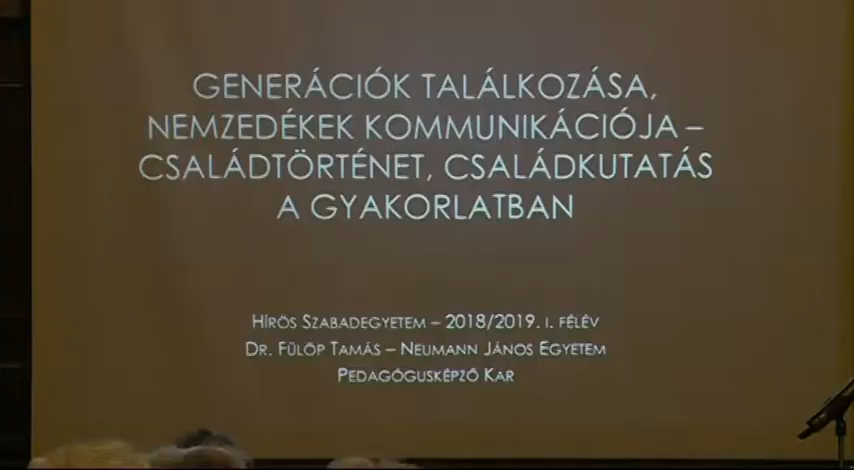 GENERÁCIÓK TALÁLKOZÁSA,
NEMZEDÉKEK KOMMUNIKÁCIÓJA –
CSALÁDTÖRTÉNET, CSALÁDKUTATÁS
A GYAKORLATBAN
HÍRÖS SZABADEGYETEM – 2018/2019. I. FÉLÉV
DR. FÜLÖP TAMÁS – NEUMANN JÁNOS EGYETEM
PEDAGÓGUSKÉPZŐ KAR